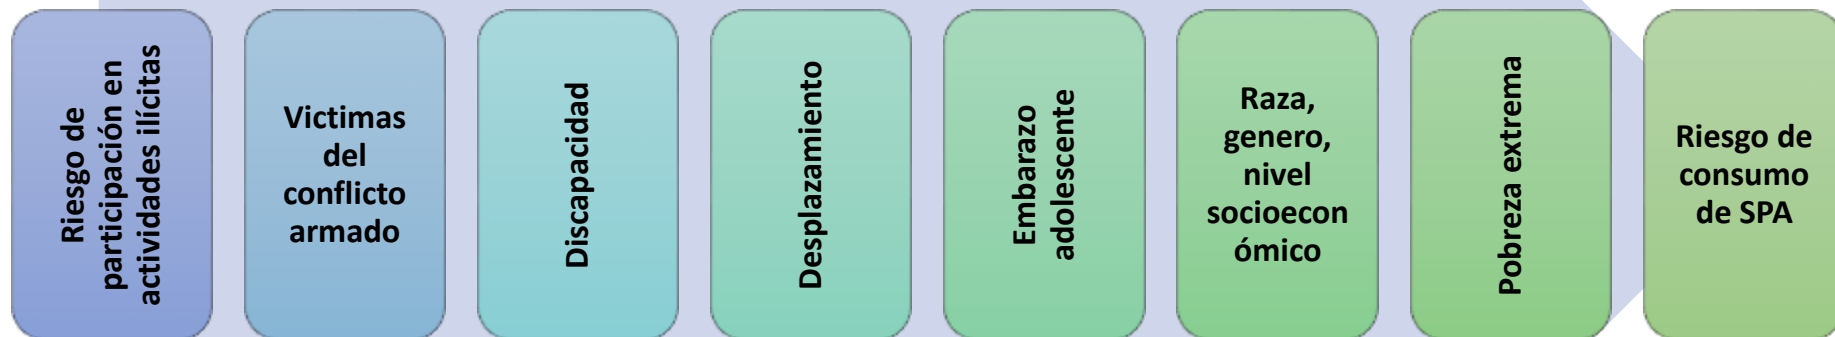 Riesgo de
participación en
actividades ilícitas
Victimas
del
conflicto
armado
Discapacidad
Desplazamiento
Embarazo
adolescente
Raza,
genero,
nivel
socioecon
ómico
Pobreza extrema
Riesgo de
consumo
de SPA